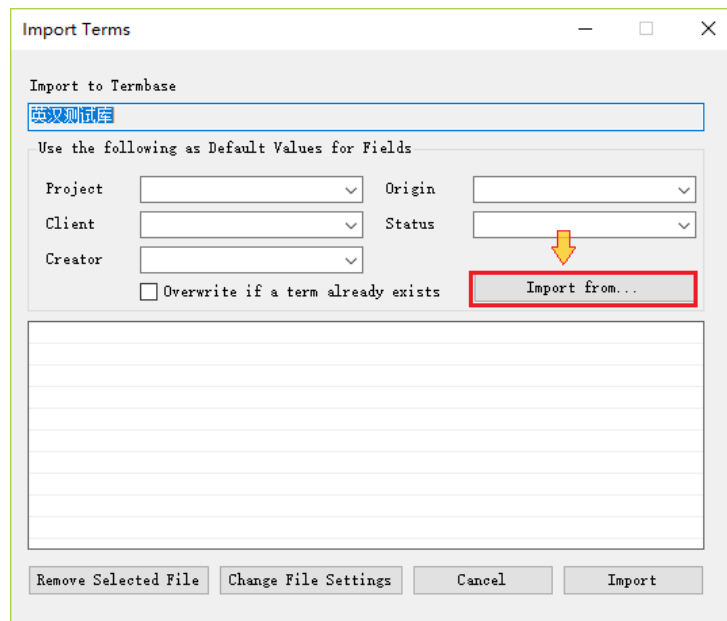 Import Terms
Import to Termbase
英汉测试库
Use the following as Default Values for Fields
Project Origin
Client Status
Creator
Overwrite if a term already exists Import from...
Remove Selected File Change File Settings Cancel Import